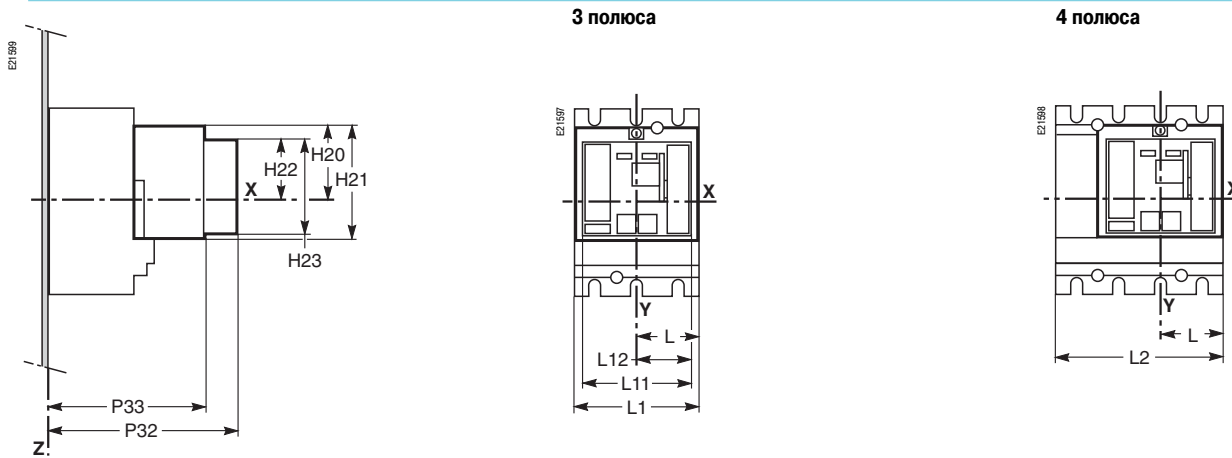 3 полюса
4 полюса
E21599
H20
H22
X
H21
H23
P33
P32
Z
E21597
X
Y
L
L12
L11
L1
E21598
X
Y
L
L2